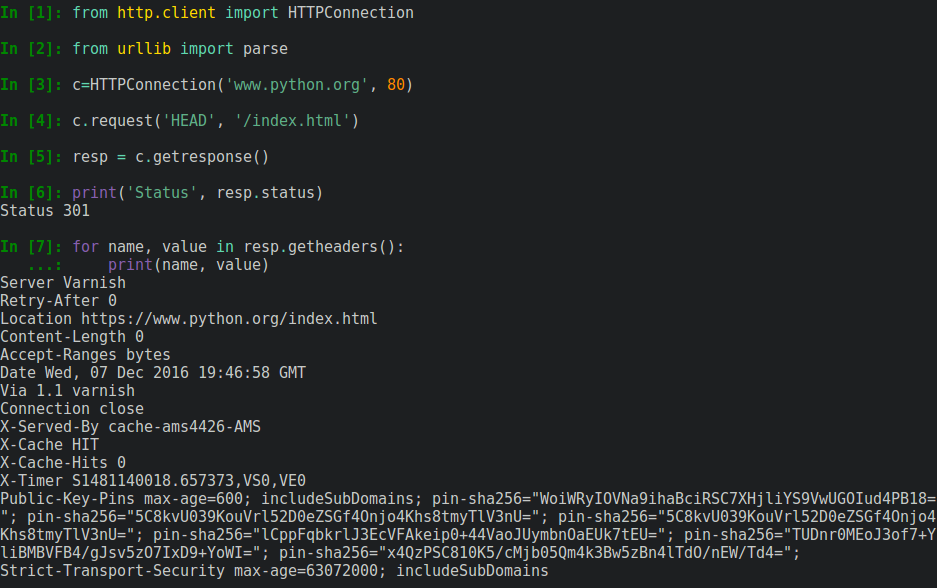 In [1]: from http.client import HTTPConnection
In [2]: from urllib import parse
In [3]: c=HTTPConnection('www.python.org', 80)
In [4]: c.request('HEAD', '/index.html')
In [5]: resp = c.getresponse()
In [6]: print('Status', resp.status)
Status 301
In [7]: for name, value in resp.getheaders():
   ...:     print(name, value)
Server Varnish
Retry-After 0
Location https://www.python.org/index.html
Content-Length 0
Accept-Ranges bytes
Date Wed, 07 Dec 2016 19:46:58 GMT
Via 1.1 varnish
Connection close
X-Served-By cache-ams4426-AMS
X-Cache HIT
X-Cache-Hits 0
X-Timer S1481140018.657373,VS0,VE0
Public-Key-Pins max-age=600; includeSubDomains; pin-sha256="WoiWRyIOVNa9ihaBciRSC7XHjliYS9VwUGOIud4PB18=
"; pin-sha256="5C8kvU039KouVrl52D0eZSGf4Onjo4Khs8tmyTlV3nU="; pin-sha256="5C8kvU039KouVrl52D0eZSGf4Onjo4
Khs8tmyTlV3nU="; pin-sha256="lCppFqbkrlJ3EcVFAkeip0+44VaoJUymbnOaEUk7tEU="; pin-sha256="TUDnr0MEoJ3of7+Y
liBMBVFB4/gJsv5zO7IxD9+YoWI="; pin-sha256="x4QzPSC810K5/cMjb05Qm4k3Bw5zBn4lTdO/nEW/Td4=";
Strict-Transport-Security max-age=63072000; includeSubDomains